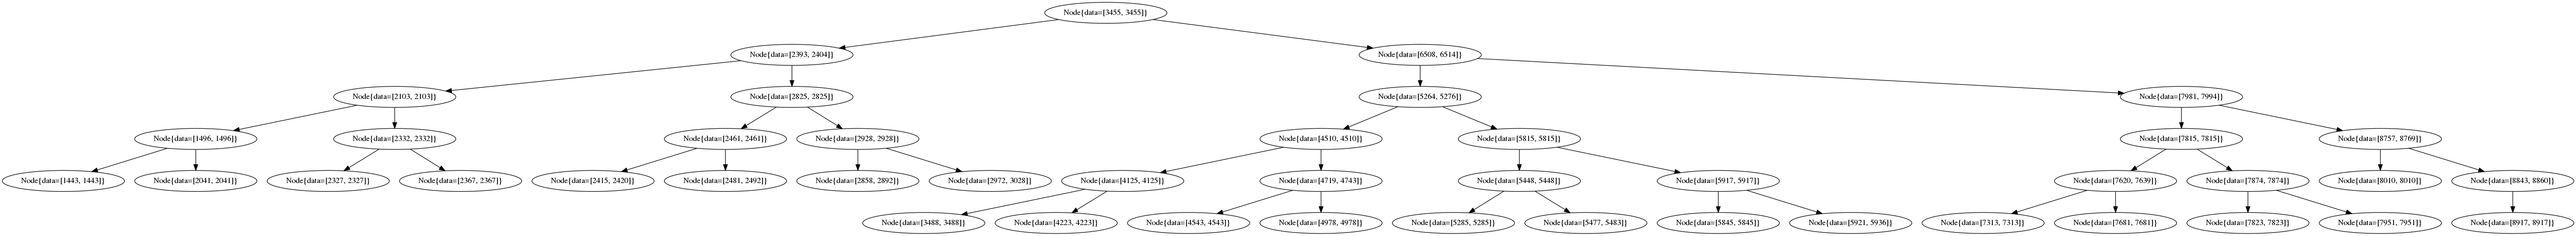 Node{data=[3455, 3455]}
Node{data=[2393, 2404]}
Node{data=[6508, 6514]}
Node{data=[2103, 2103]}
Node{data=[2825, 2825]}
Node{data=[5264, 5276]}
Node{data=[7981, 7994]}
Node{data=[1496, 1496]}
Node{data=[2332, 2332]}
Node{data=[2461, 2461]}
Node{data=[2928, 2928]}
Node{data=[4510, 4510]}
Node{data=[5815, 5815]}
Node{data=[7815, 7815]}
Node{data=[8757, 8769]}
Node{data=[1443, 1443]}
Node{data=[2041, 2041]}
Node{data=[2327, 2327]}
Node{data=[2367, 2367]}
Node{data=[2415, 2420]}
Node{data=[2481, 2492]}
Node{data=[2858, 2892]}
Node{data=[2972, 3028]}
Node{data=[4125, 4125]}
Node{data=[4719, 4743]}
Node{data=[5448, 5448]}
Node{data=[5917, 5917]}
Node{data=[7620, 7639]}
Node{data=[7874, 7874]}
Node{data=[8010, 8010]}
Node{data=[8843, 8860]}
Node{data=[3488, 3488]}
Node{data=[4223, 4223]}
Node{data=[4543, 4543]}
Node{data=[4978, 4978]}
Node{data=[5285, 5285]}
Node{data=[5477, 5483]}
Node{data=[5845, 5845]}
Node{data=[5921, 5936]}
Node{data=[7313, 7313]}
Node{data=[7681, 7681]}
Node{data=[7823, 7823]}
Node{data=[7951, 7951]}
Node{data=[8917, 8917]}